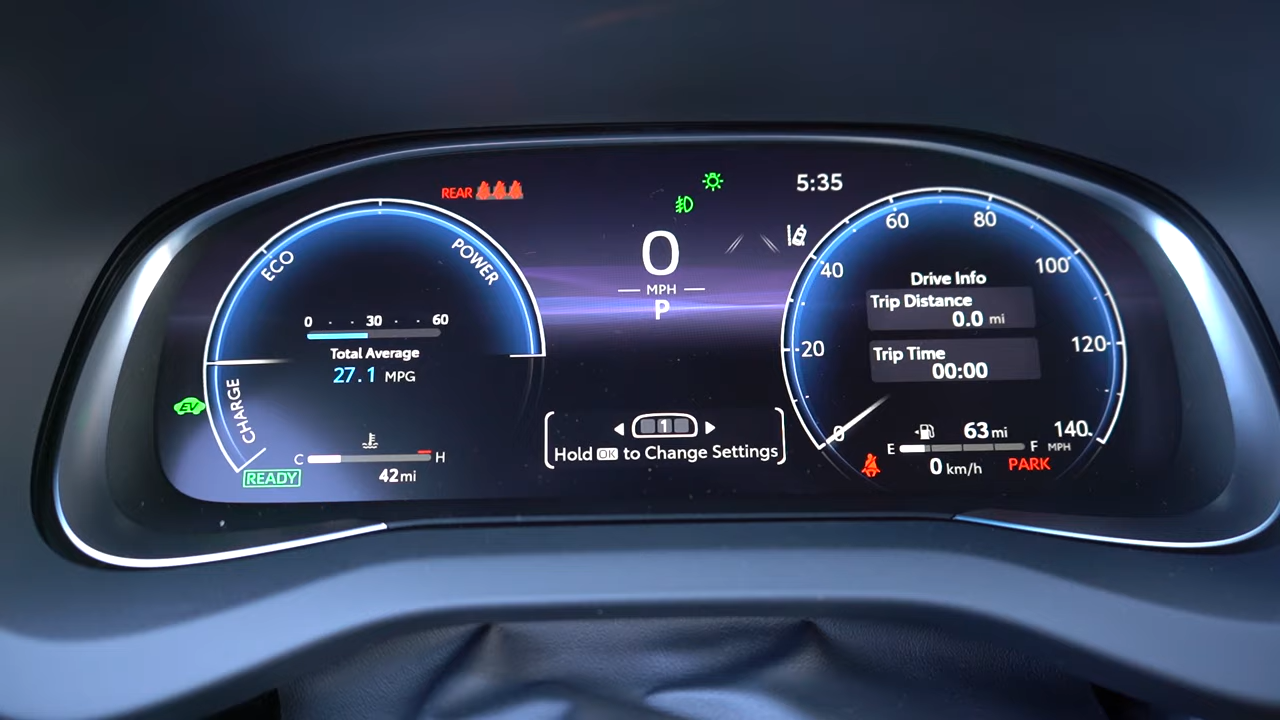 REAR
5:35
ECO
POWER
0 30 60
Total Average
27.1 MPG
EV
CHARGE
C H
READY
42mi
0
MPH
P
1
Hold OK to Change Settings
0
20
40
60
80
100
120
140
MPH
Drive Info
Trip Distance
0.0 mi
Trip Time
00:00
63mi
E F
0 km/h
PARK